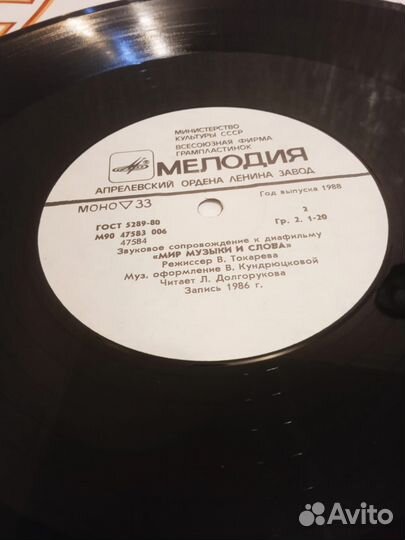 МИНИСТЕРСТВО
КУЛЬТУРЫ СССР
ВСЕСОЮЗНАЯ ФИРМА
ГРАМПЛАСТИНОК
МЕЛОДИЯ
АПРЕЛЕВСКИЙ ОРДЕНА ЛЕНИНА ЗАВОД
МОНО ▽ 33
Год выпуска 1988
ГОСТ 5289-80
2
М90 47583 006
Гр. 2. 1-20
47584
Звуковое сопровождение к диафильму
«МИР МУЗЫКИ И СЛОВА»
Режиссер В. Токарева
Муз. оформление В. Кундрюцковой
Читает Л. Долгорукова
Запись 1986 г.
Avito